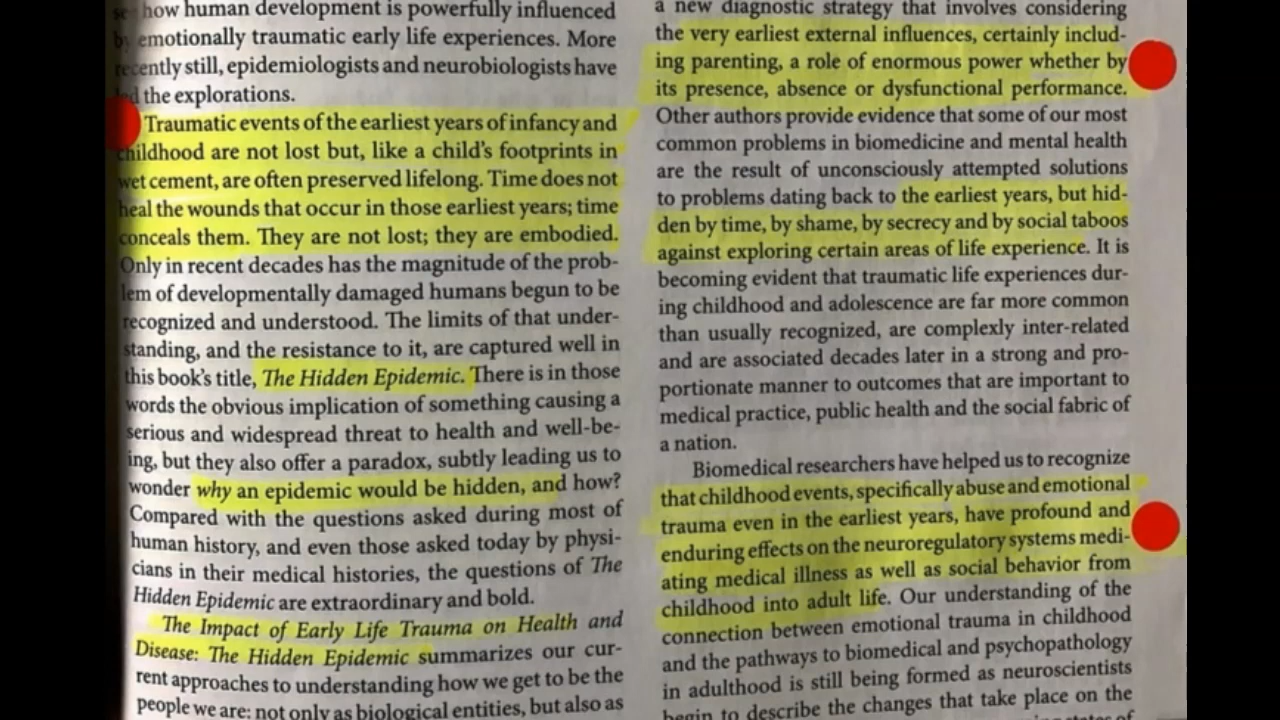 how human development is powerfully influenced
by emotionally traumatic early life experiences. More
recently still, epidemiologists and neurobiologists have
led the explorations.
Traumatic events of the earliest years of infancy and
childhood are not lost but, like a child's footprints in
wet cement, are often preserved lifelong. Time does not
heal the wounds that occur in those earliest years; time
conceals them. They are not lost; they are embodied.
Only in recent decades has the magnitude of the prob-
lem of developmentally damaged humans begun to be
recognized and understood. The limits of that under-
standing, and the resistance to it, are captured well in
this book's title, The Hidden Epidemic. There is in those
words the obvious implication of something causing a
serious and widespread threat to health and well-be-
ing, but they also offer a paradox, subtly leading us to
wonder why an epidemic would be hidden, and how?
Compared with the questions asked during most of
human history, and even those asked today by physi-
cians in their medical histories, the questions of The
Hidden Epidemic are extraordinary and bold.
The Impact of Early Life Trauma on Health and
Disease: The Hidden Epidemic summarizes our cur-
rent approaches to understanding how we get to be the
people we are: not only as biological entities, but also as
a new diagnostic strategy that involves considering
the very earliest external influences, certainly includ-
ing parenting, a role of enormous power whether by
its presence, absence or dysfunctional performance.
Other authors provide evidence that some of our most
common problems in biomedicine and mental health
are the result of unconsciously attempted solutions
to problems dating back to the earliest years, but hid-
den by time, by shame, by secrecy and by social taboos
against exploring certain areas of life experience. It is
becoming evident that traumatic life experiences dur-
ing childhood and adolescence are far more common
than usually recognized, are complexly inter-related
and are associated decades later in a strong and pro-
portionate manner to outcomes that are important to
medical practice, public health and the social fabric of
a nation.
Biomedical researchers have helped us to recognize
that childhood events, specifically abuse and emotional
trauma even in the earliest years, have profound and
enduring effects on the neuroregulatory systems medi-
ating medical illness as well as social behavior from
childhood into adult life. Our understanding of the
connection between emotional trauma in childhood
and the pathways to biomedical and psychopathology
in adulthood is still being formed as neuroscientists
begin to describe the changes that take place on the